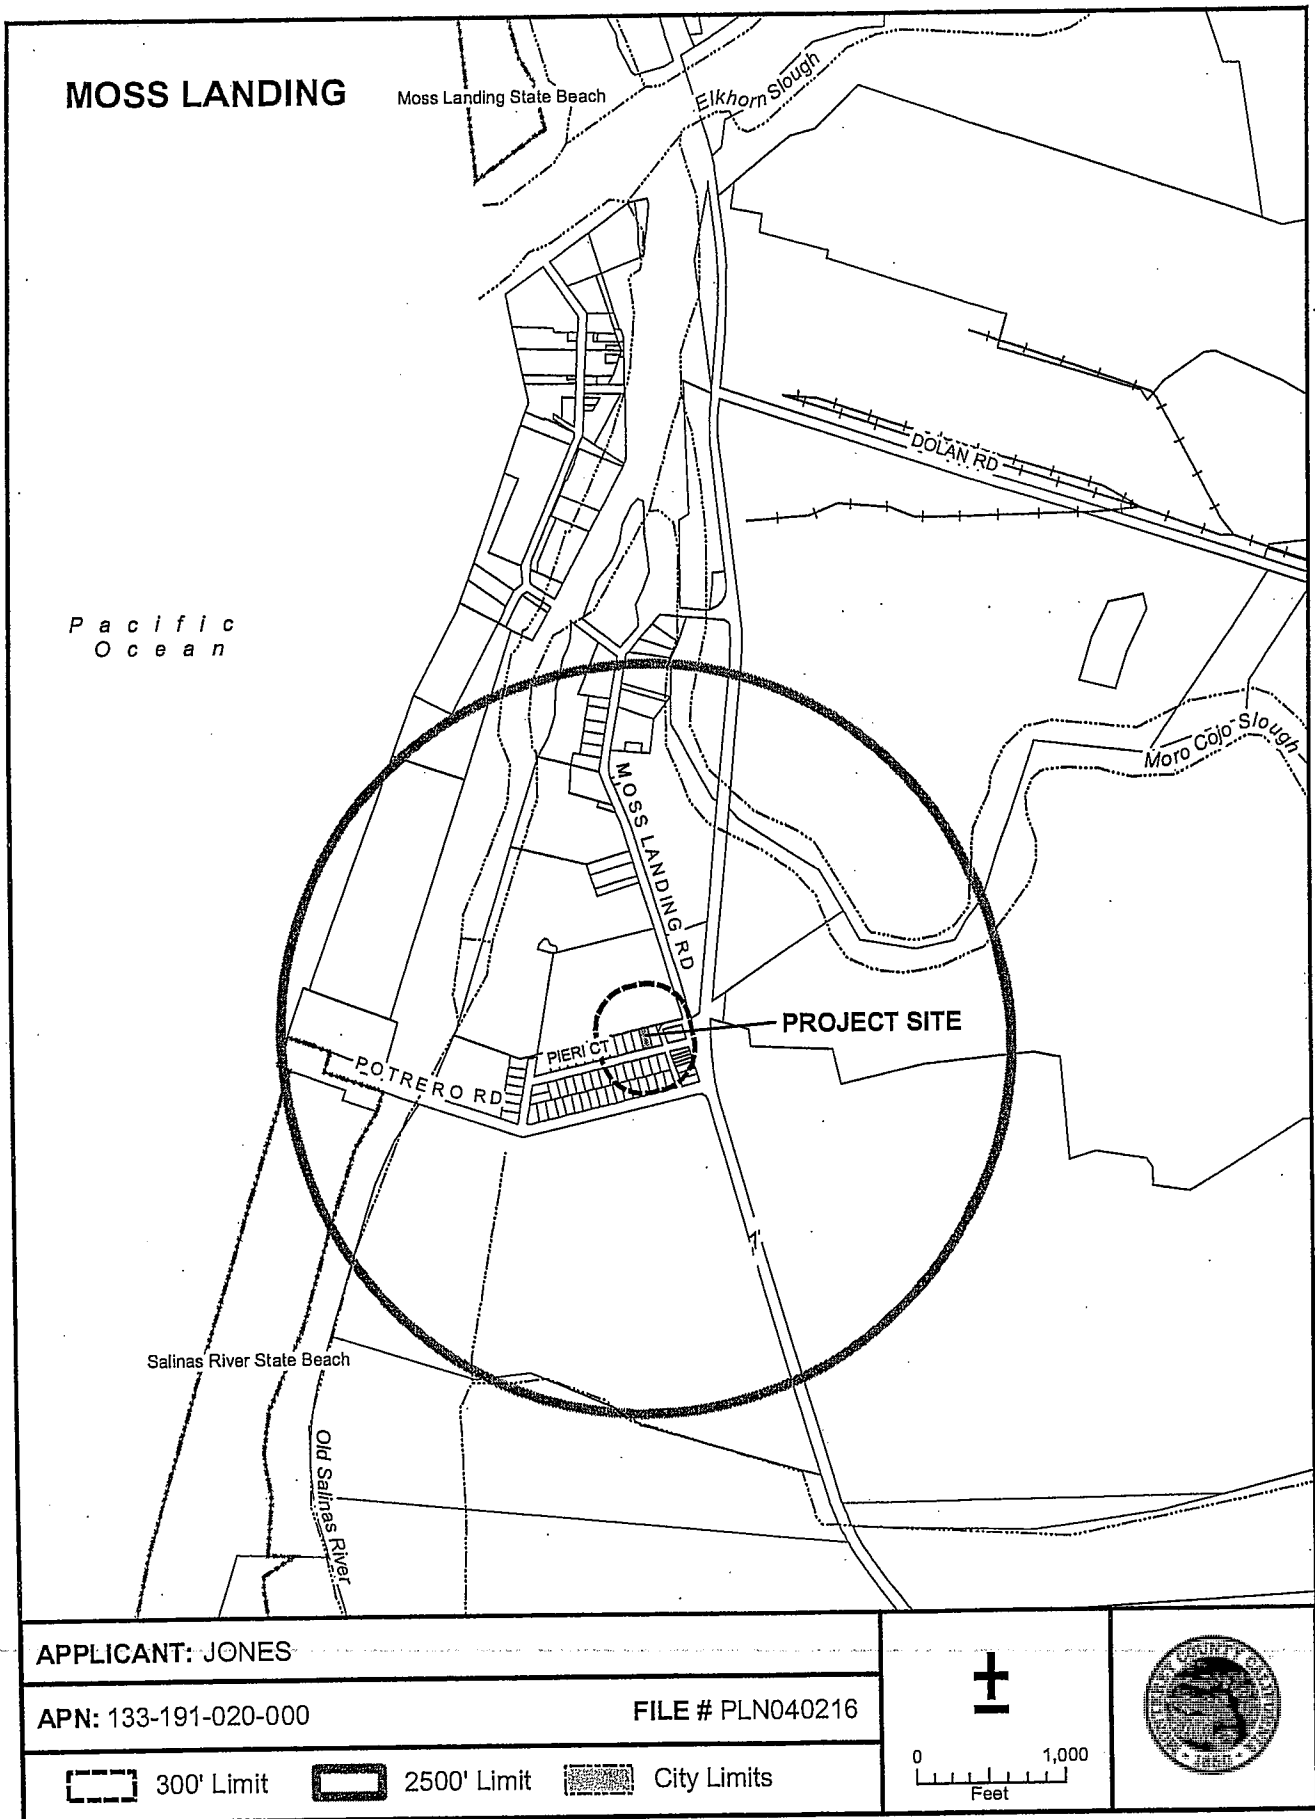 MOSS LANDING
Moss Landing State Beach
Elkhorn Slough
DOLAN RD
Pacific
Ocean
Moro Cojo Slough
MOSS LANDING RD
PROJECT SITE
PIERI CT
POTRERO RD
Salinas River State Beach
Old Salinas River
APPLICANT: JONES
APN: 133-191-020-000
FILE # PLN040216
300' Limit
2500' Limit
City Limits
0
1,000
Feet